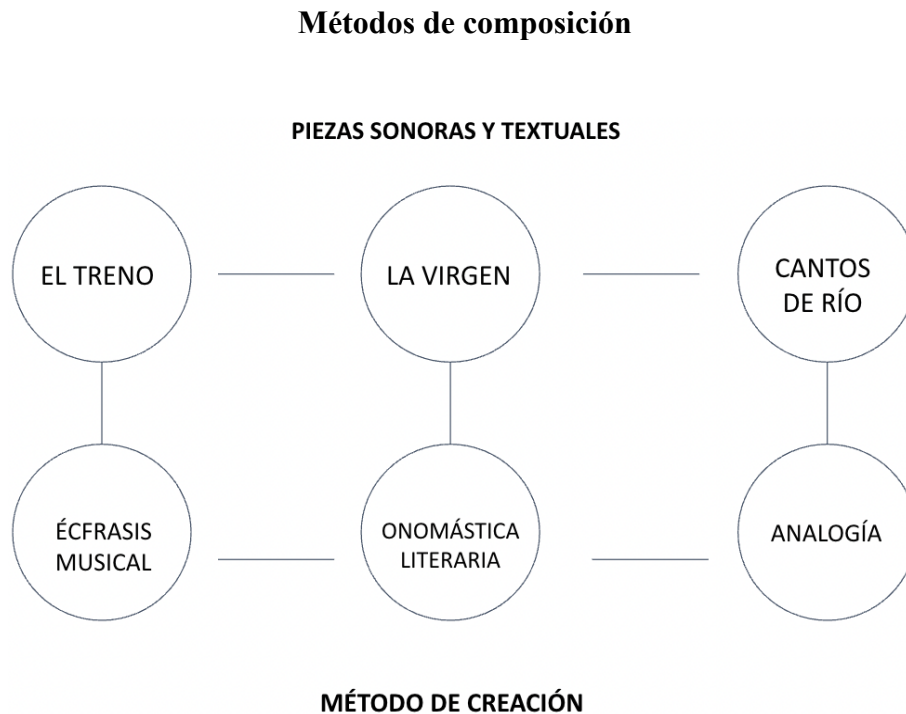 Métodos de composición
PIEZAS SONORAS Y TEXTUALES
EL TRENO
LA VIRGEN
CANTOS
DE RÍO
ÉCFRASIS
MUSICAL
ONOMÁSTICA
LITERARIA
ANALOGÍA
MÉTODO DE CREACIÓN